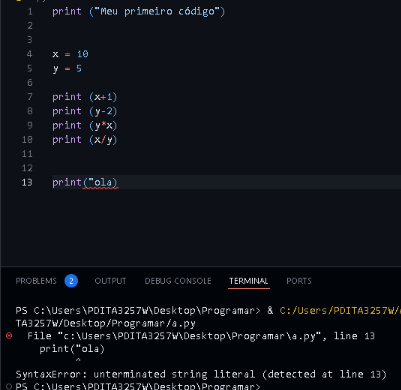 1 print ("Meu primeiro código")
2
3
4 x = 10
5 y = 5
6
7 print (x+1)
8 print (y-2)
9 print (y*x)
10 print (x/y)
11
12
13 print("ola)
PROBLEMS 2 OUTPUT DEBUG CONSOLE TERMINAL PORTS
PS C:\Users\PDITA3257W\Desktop\Programar> & C:/Users/PDITA3257W/
TA3257W/Desktop/Programar/a.py
File "c:\Users\PDITA3257W\Desktop\Programar\a.py", line 13
print("ola)
^
SyntaxError: unterminated string literal (detected at line 13)
PS C:\Users\PDITA3257W\Desktop\Programar>